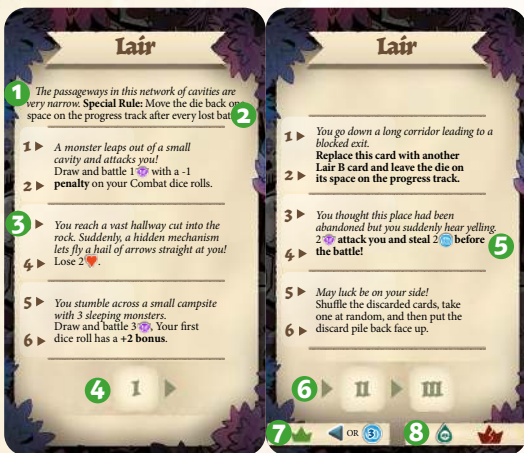 Lair
1
The passageways in this network of cavities are
very narrow. Special Rule: Move the die back one
space on the progress track after every lost
2
1
A monster leaps out of a small
cavity and attacks you!
Draw and battle 1 with a -1
2
penalty on your Combat dice rolls.
3
You reach a vast hallway cut into the
rock. Suddenly, a hidden mechanism
lets fly a hail of arrows straight at you!
4
Lose 2.
5
You stumble across a small campsite
with 3 sleeping monsters.
Draw and battle 3. Your first
6
dice roll has a +2 bonus.
4
I
Lair
1
You go down a long corridor leading to a
blocked exit.
Replace this card with another
2
Lair B card and leave the die on
its space on the progress track.
3
You thought this place had been
abandoned but you suddenly hear yelling.
2 attack you and steal 2 before
4
the battle!
5
5
May luck be on your side!
Shuffle the discarded cards, take
one at random, and then put the
6
discard pile back face up.
6
II
III
7
OR
3
8